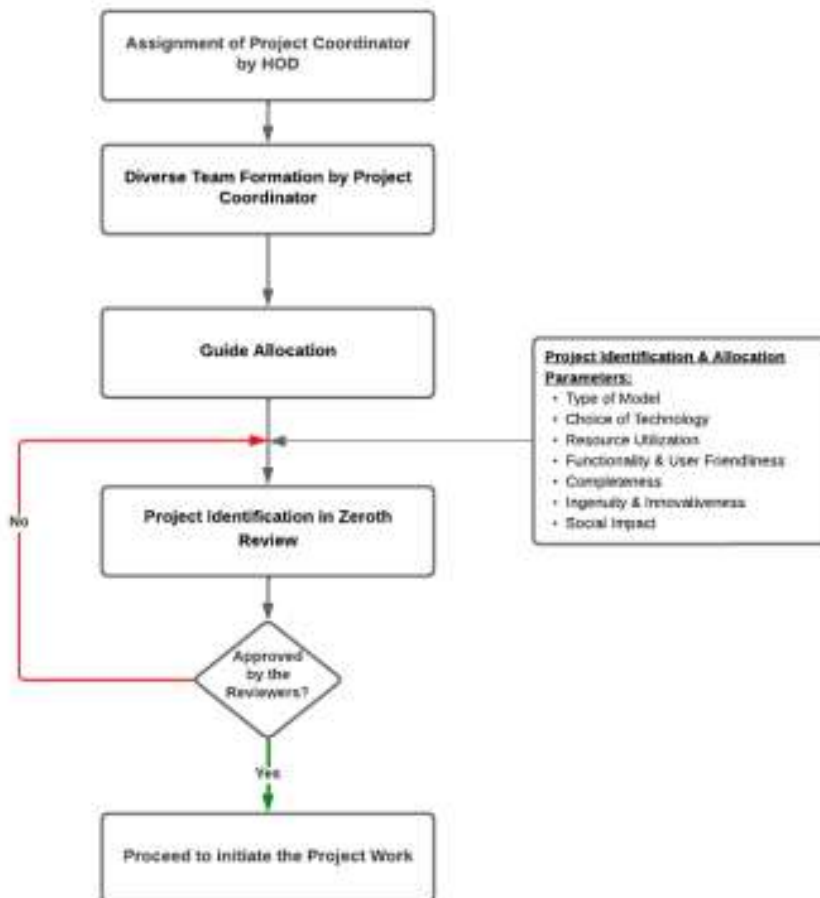 Assignment of Project Coordinator
by HOD
Diverse Team Formation by Project
Coordinator
Guide Allocation
Project Identification & Allocation
Parameters:
• Type of Model
• Choice of Technology
• Resource Utilization
• Functionality & User Friendliness
• Completeness
• Ingenuity & Innovativeness
• Social Impact
No
Project Identification in Zeroth
Review
Approved
by the
Reviewers?
Yes
Proceed to initiate the Project Work